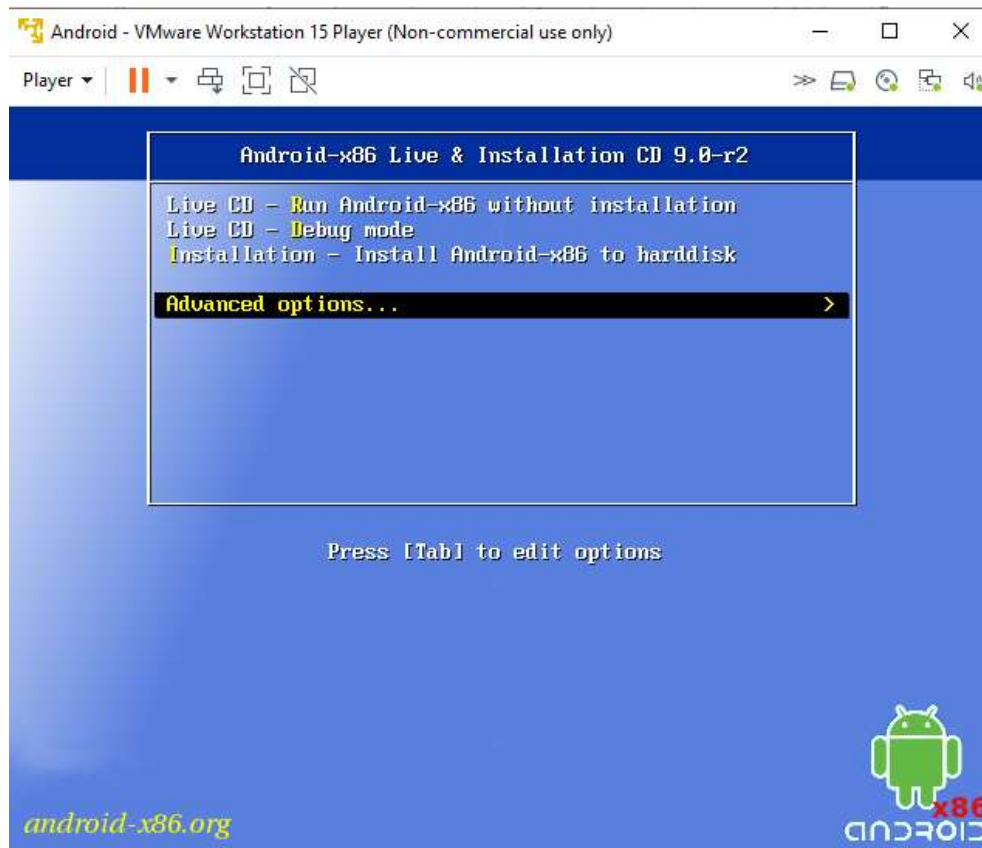 Android - VMware Workstation 15 Player (Non-commercial use only)
Player
Android-x86 Live & Installation CD 9.0-r2
Live CD - Run Android-x86 without installation
Live CD - Debug mode
Installation - Install Android-x86 to harddisk
Advanced options... >
Press [Tab] to edit options
android-x86.org
x86
ANDROID